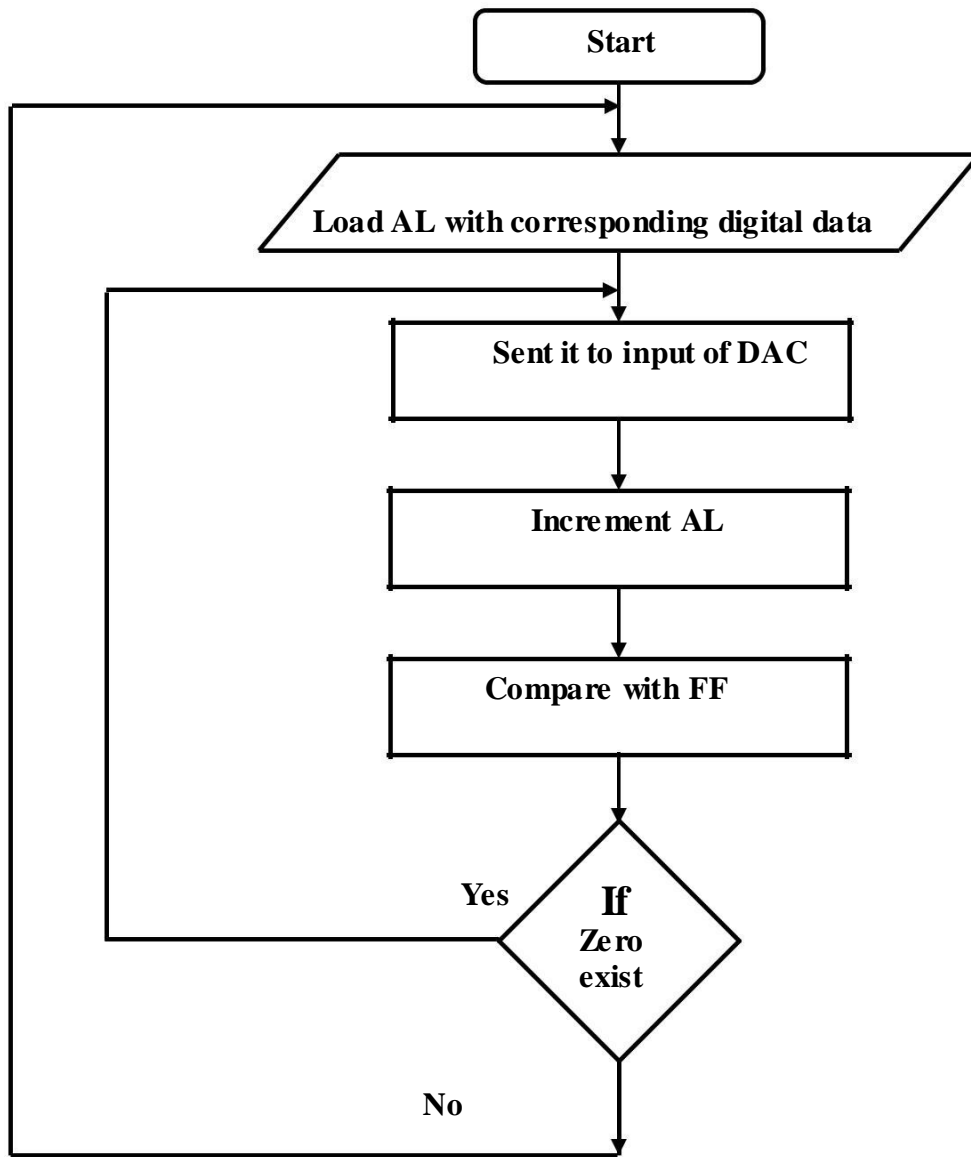 Start
Load AL with corresponding digital data
Sent it to input of DAC
Increment AL
Compare with FF
Yes
If
Zero
exist
No